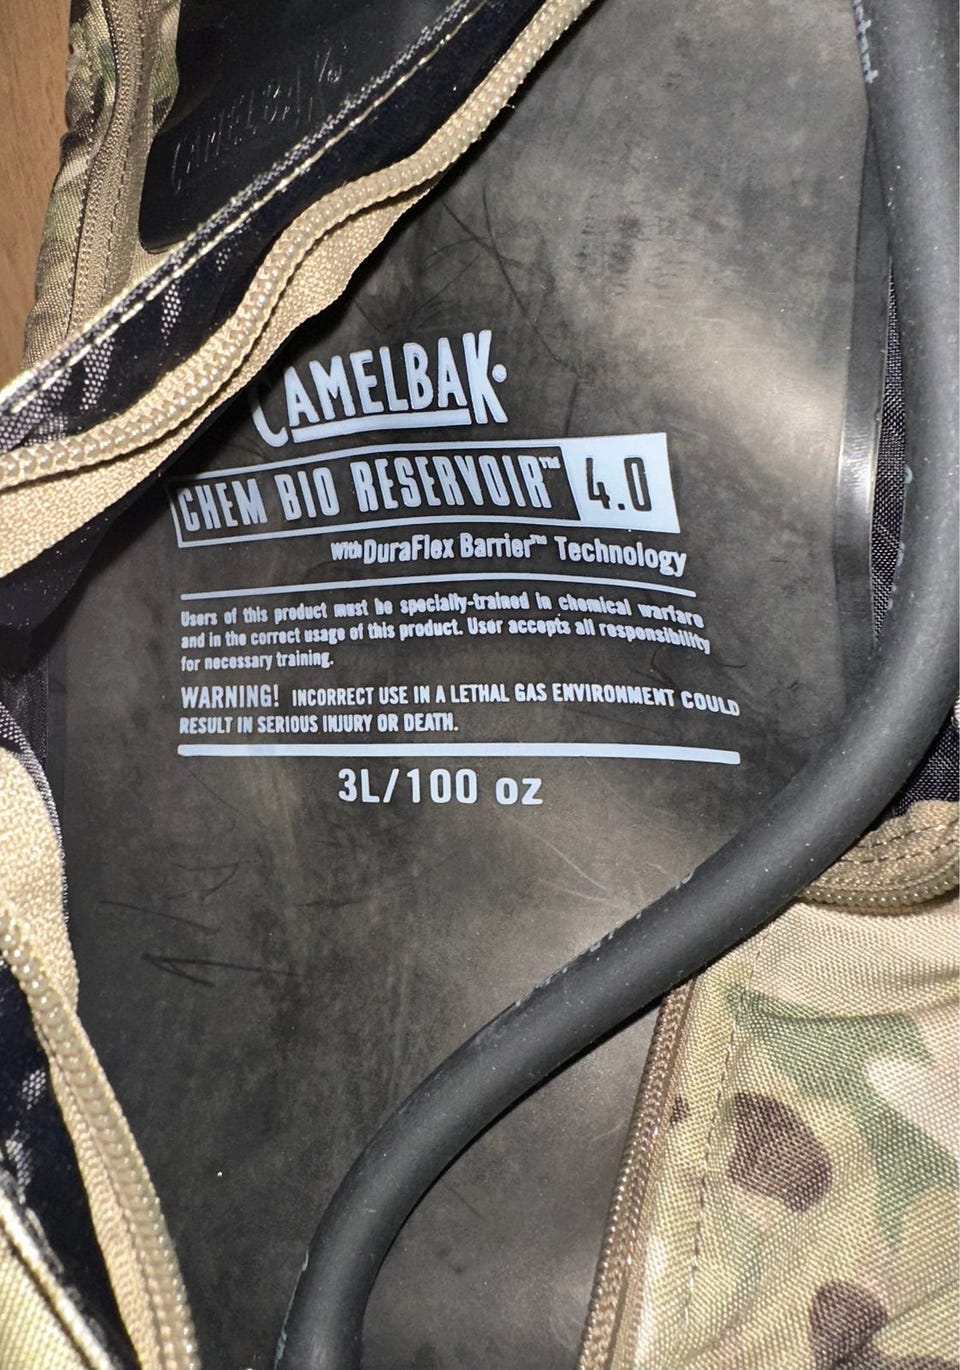 CAMELBAK®
CAMELBAK
CHEM BIO RESERVOIR™ 4.0
with DuraFlex Barrier™ Technology
Users of this product must be specially-trained in chemical warfare
and in the correct usage of this product. User accepts all responsibility
for necessary training.
WARNING! INCORRECT USE IN A LETHAL GAS ENVIRONMENT COULD
RESULT IN SERIOUS INJURY OR DEATH.
3L/100 oz